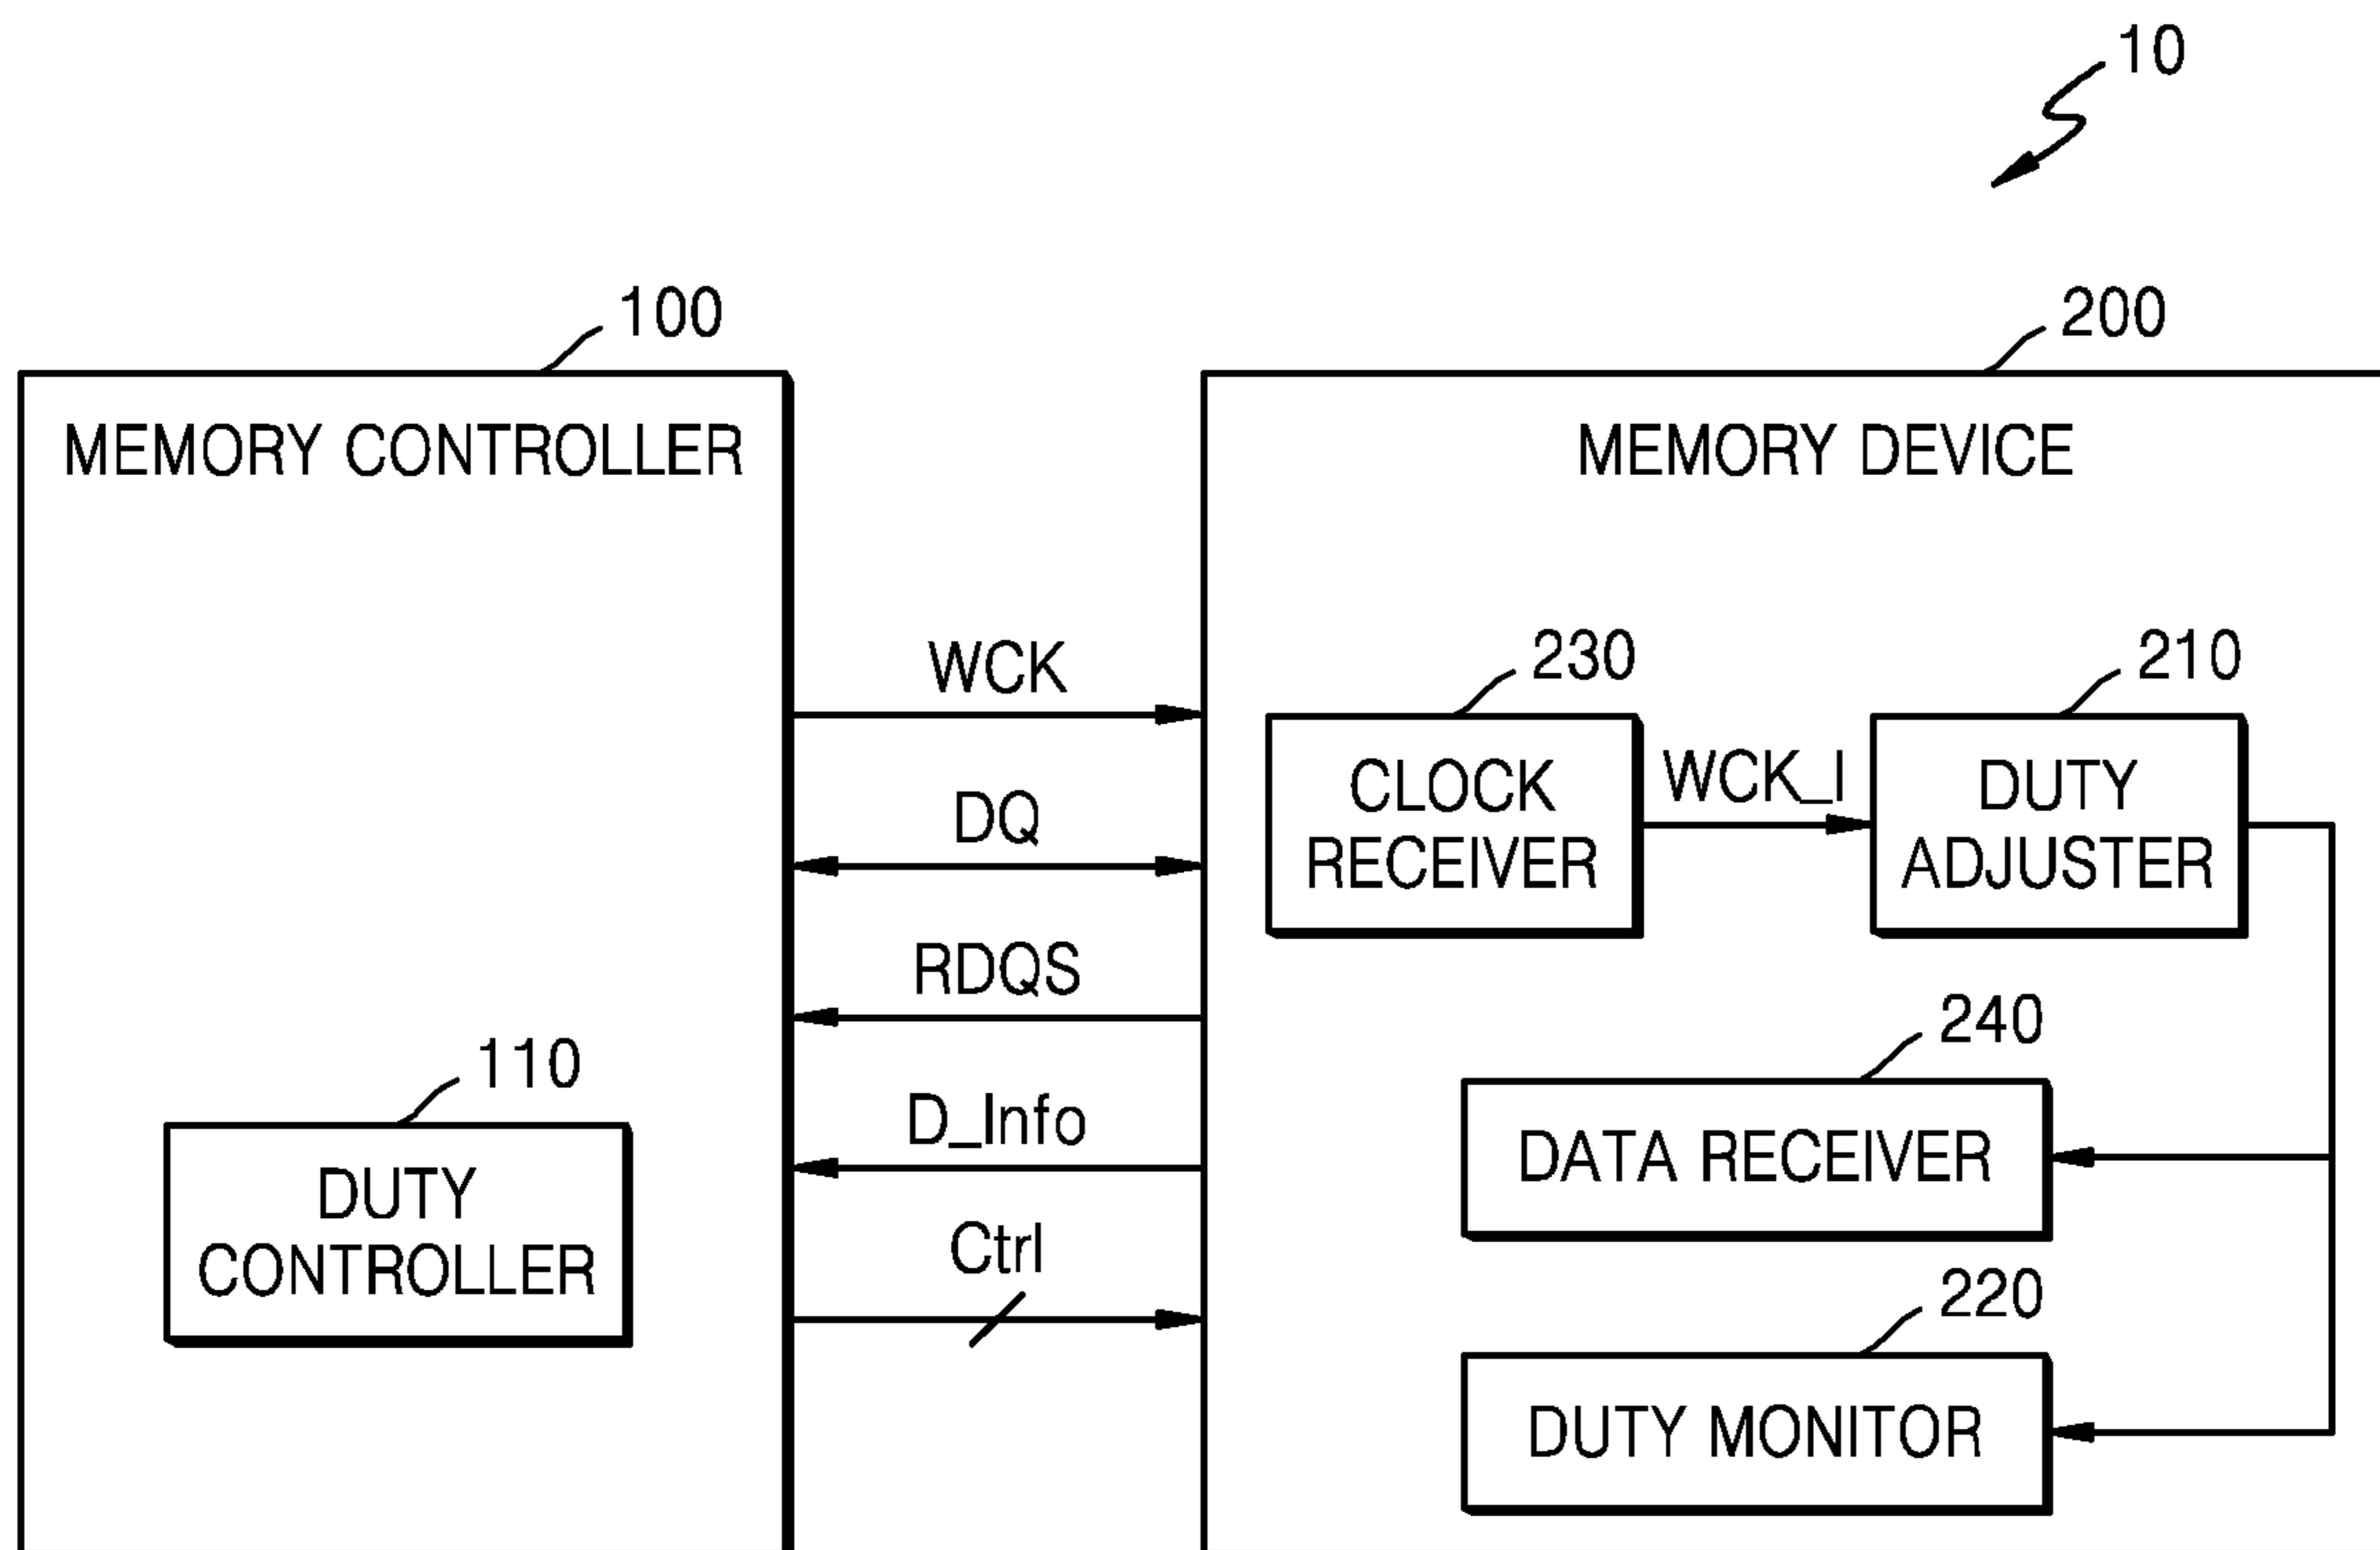 10
100
200
MEMORY CONTROLLER
MEMORY DEVICE
WCK
DQ
RDQS
D_Info
Ctrl
110
DUTY
CONTROLLER
230
CLOCK
RECEIVER
WCK_I
210
DUTY
ADJUSTER
240
DATA RECEIVER
220
DUTY MONITOR